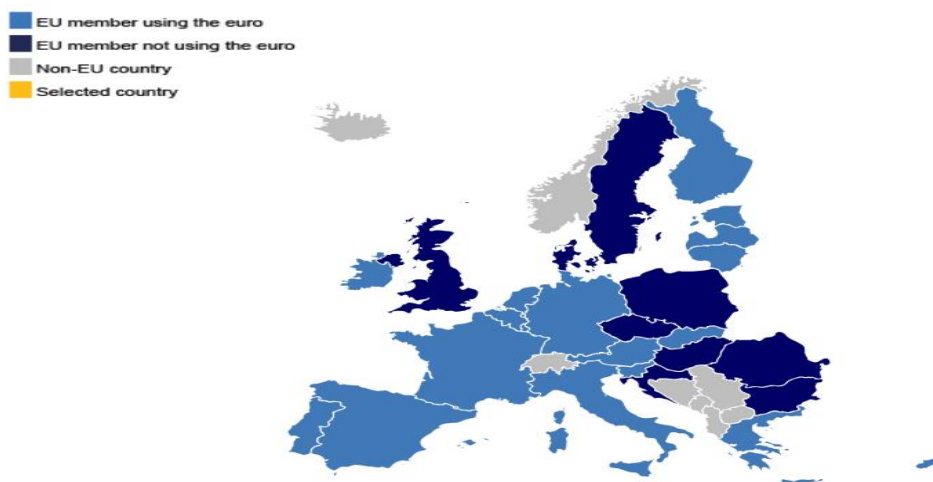 EU member using the euro
EU member not using the euro
Non-EU country
Selected country